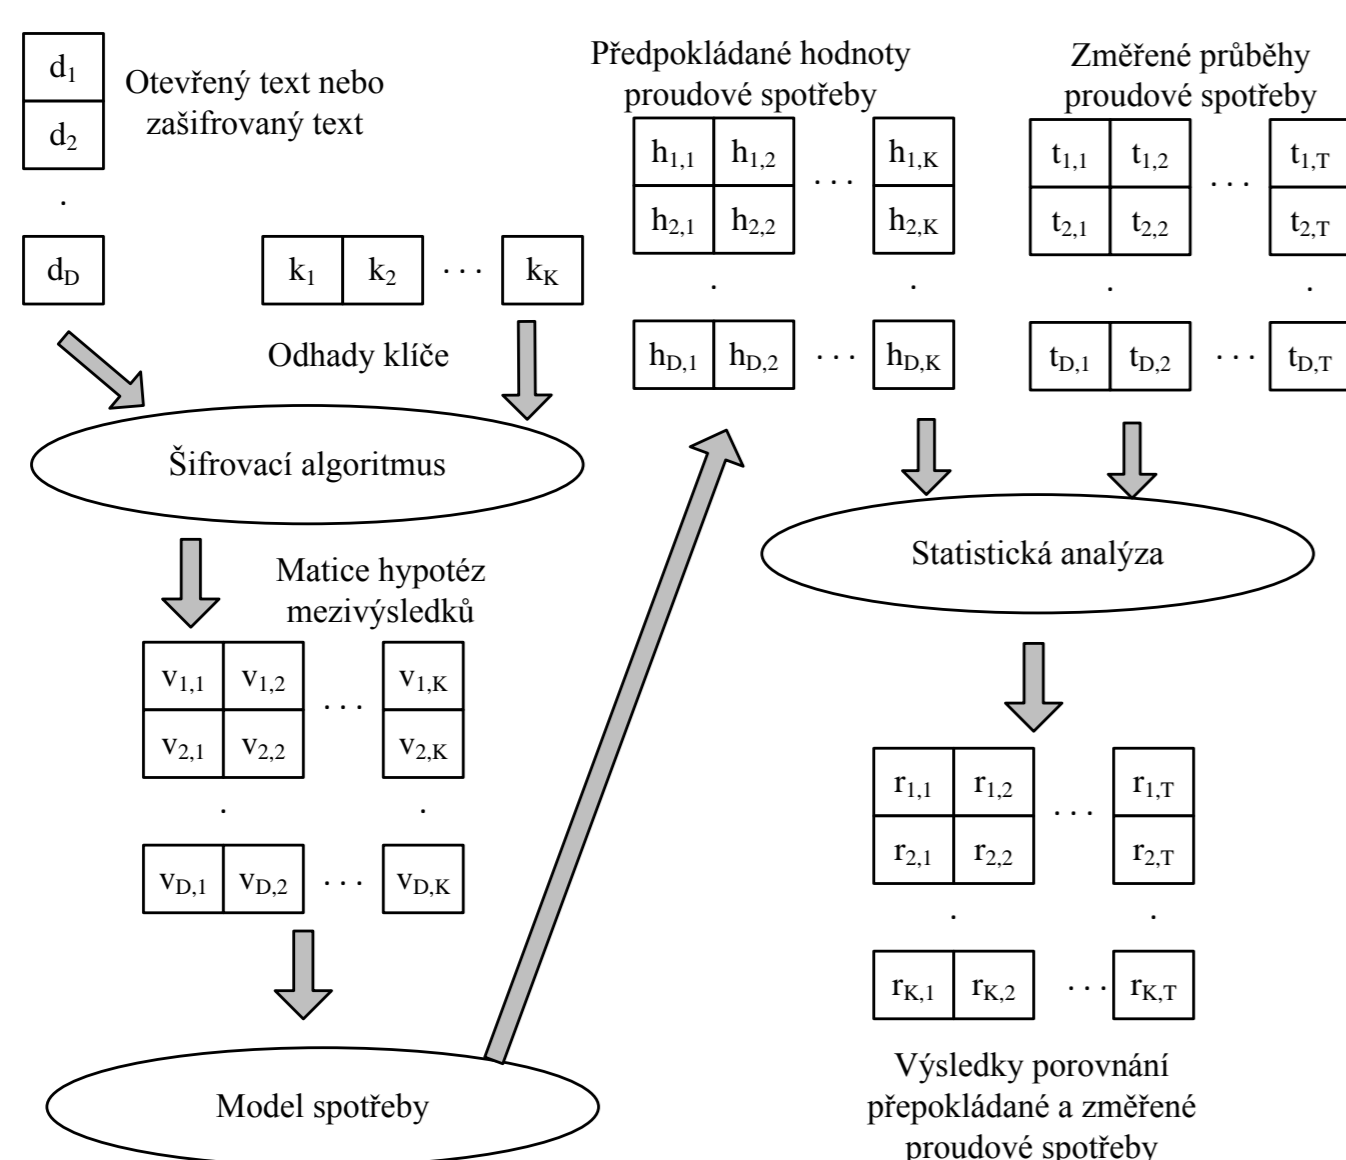 d1
d2
.
dD
Otevřený text nebo
zašifrovaný text
k1 k2 . . . kK
Odhady klíče
Šifrovací algoritmus
Matice hypotéz
mezivýsledků
v1,1 v1,2 . . . v1,K
v2,1 v2,2 v2,K
. .
vD,1 vD,2 . . . vD,K
Model spotřeby
Předpokládané hodnoty
proudové spotřeby
h1,1 h1,2 . . . h1,K
h2,1 h2,2 h2,K
. .
hD,1 hD,2 . . . hD,K
Změřené průběhy
proudové spotřeby
t1,1 t1,2 . . . t1,T
t2,1 t2,2 t2,T
. .
tD,1 tD,2 . . . tD,T
Statistická analýza
r1,1 r1,2 . . . r1,T
r2,1 r2,2 r2,T
. .
rK,1 rK,2 . . . rK,T
Výsledky porovnání
přepokládané a změřené
proudové spotřeby